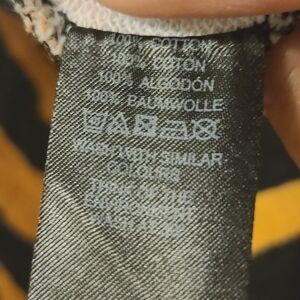 100% COTTON
100% COTON
100% ALGODÓN
100% BAUMWOLLE
WASH WITH SIMILAR
COLOURS
THINK OF THE
ENVIRONMENT